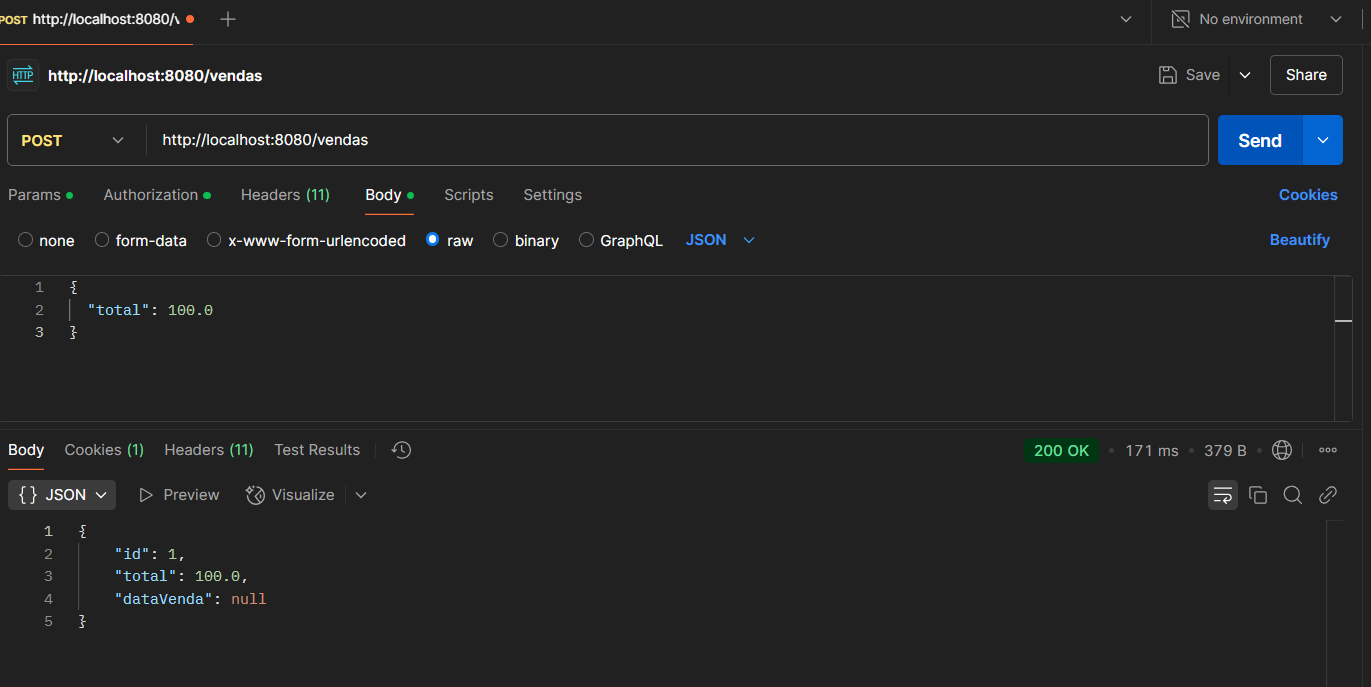 POST http://localhost:8080/v
No environment
HTTP http://localhost:8080/vendas
Save
Share
POST
http://localhost:8080/vendas
Send
Params
Authorization
Headers (11)
Body
Scripts
Settings
Cookies
none
form-data
x-www-form-urlencoded
raw
binary
GraphQL
JSON
Beautify
1 {
2 "total": 100.0
3 }
Body
Cookies (1)
Headers (11)
Test Results
200 OK
171 ms
379 B
{} JSON
Preview
Visualize
1 {
2 "id": 1,
3 "total": 100.0,
4 "dataVenda": null
5 }